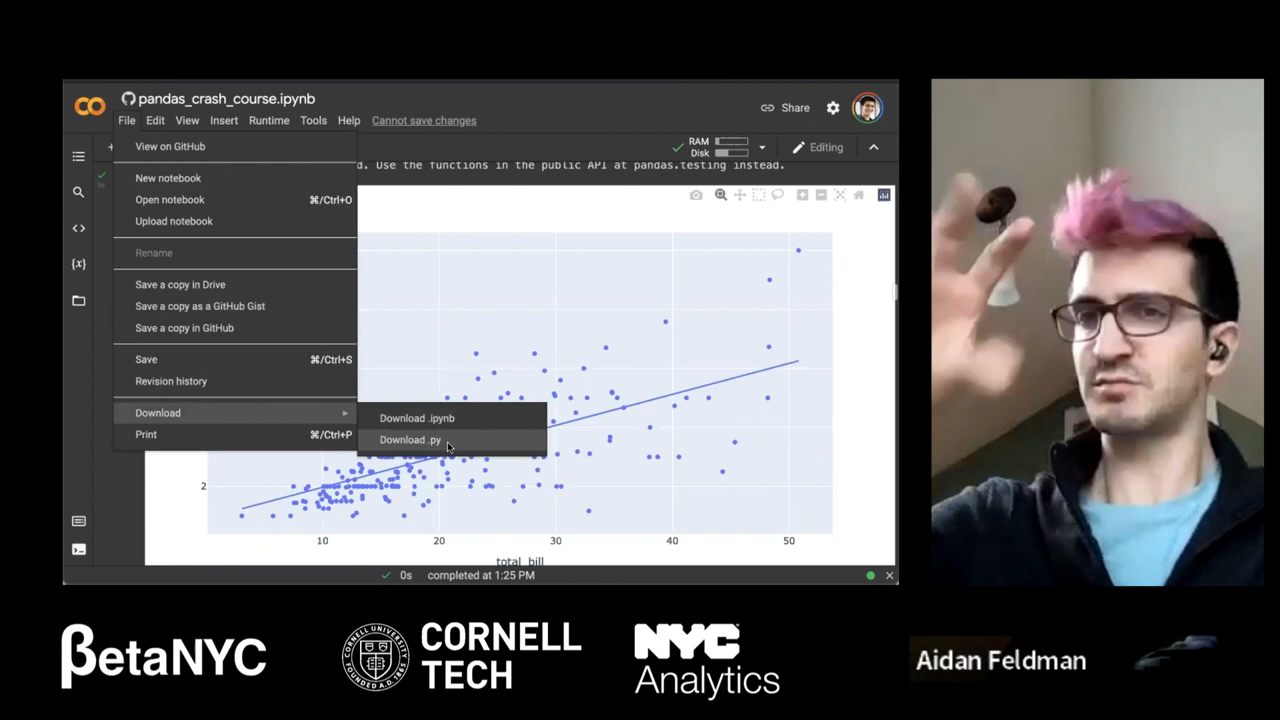 pandas_crash_course.ipynb
Share
File Edit View Insert Runtime Tools Help Cannot save changes
RAM
Disk
Editing
d. Use the functions in the public API at pandas.testing instead.
View on GitHub
New notebook
Open notebook ⌘/Ctrl+O
Upload notebook
Rename
Save a copy in Drive
Save a copy as a GitHub Gist
Save a copy in GitHub
Save ⌘/Ctrl+S
Revision history
Download
Print ⌘/Ctrl+P
Download .ipynb
Download .py
2
10 20 30 40 50
total_bill
0s completed at 1:25 PM
βetaNYC
CORNELL UNIVERSITY
FOUNDED A.D. 1865
CORNELL
TECH
NYC
Analytics
Aidan Feldman